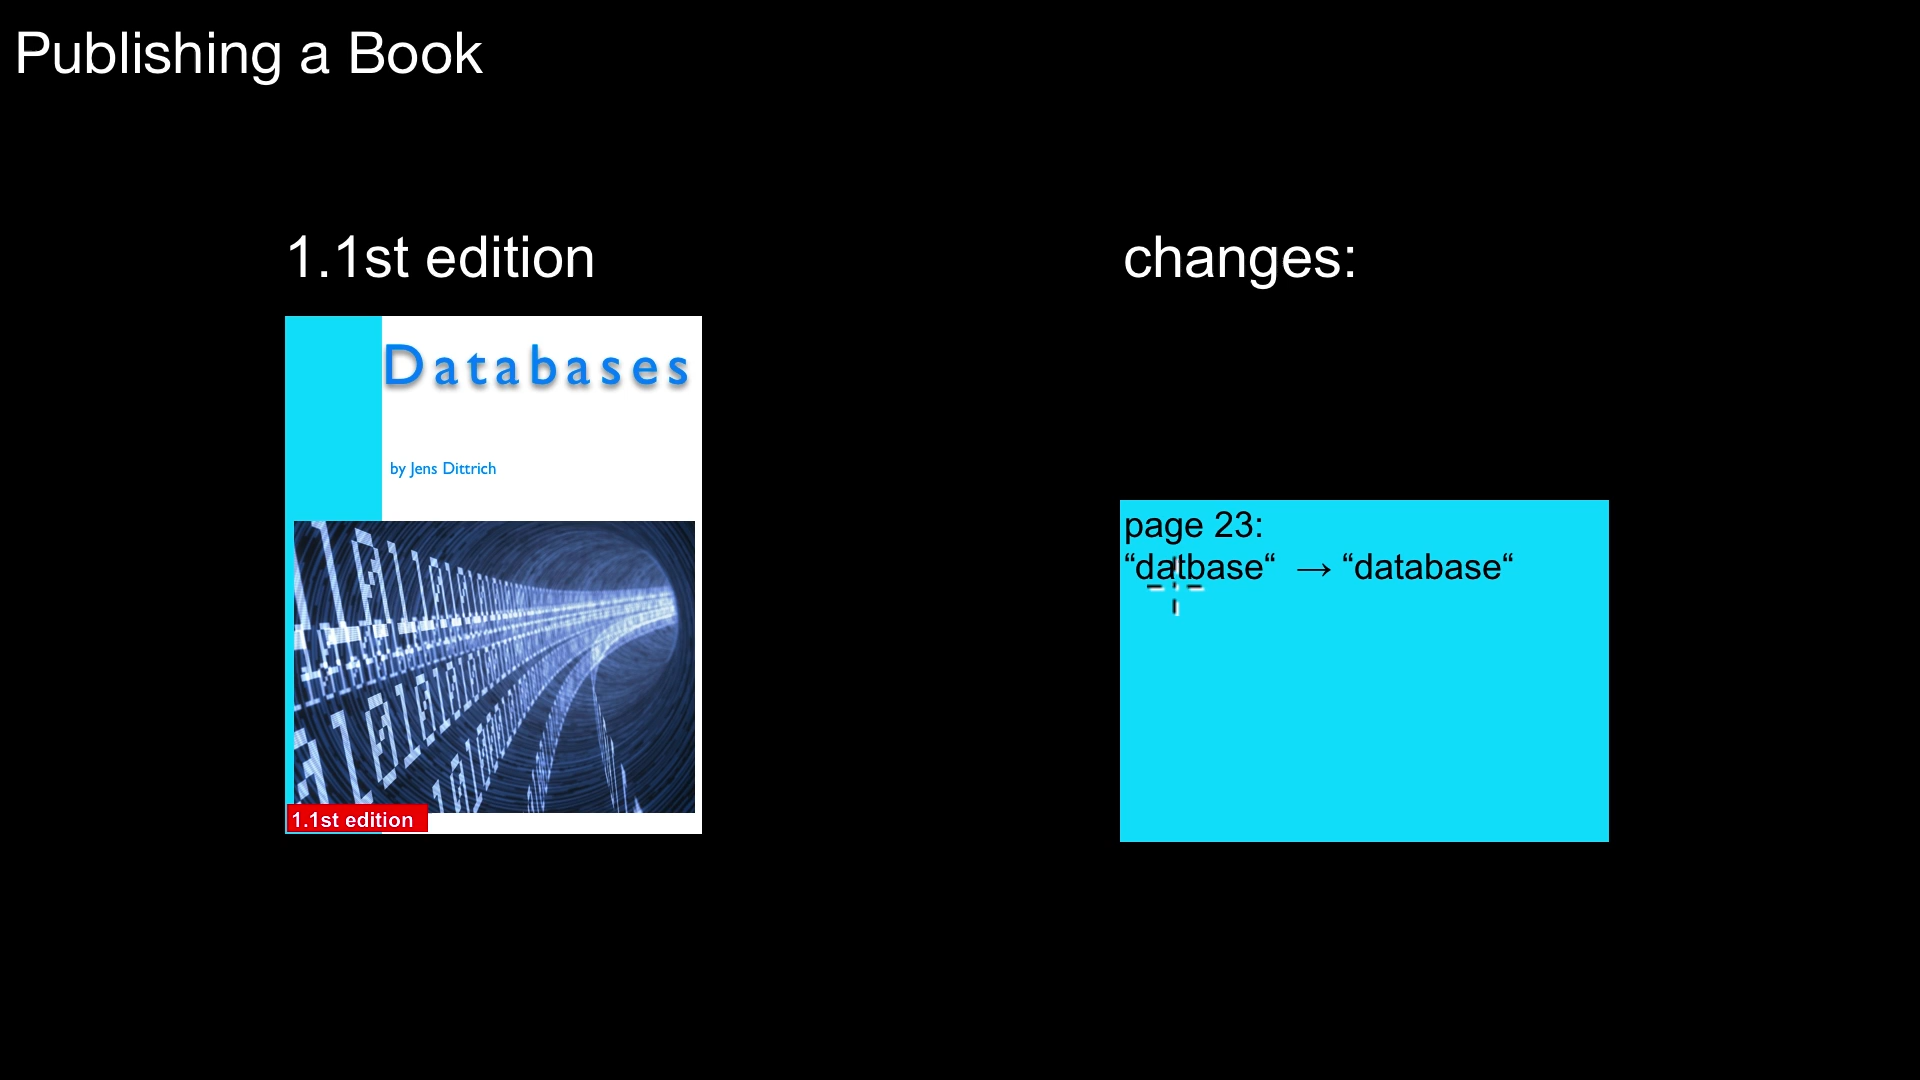 Publishing a Book
1.1st edition
changes:
Databases
by Jens Dittrich
1.1st edition
page 23:
“datbase“ → “database“